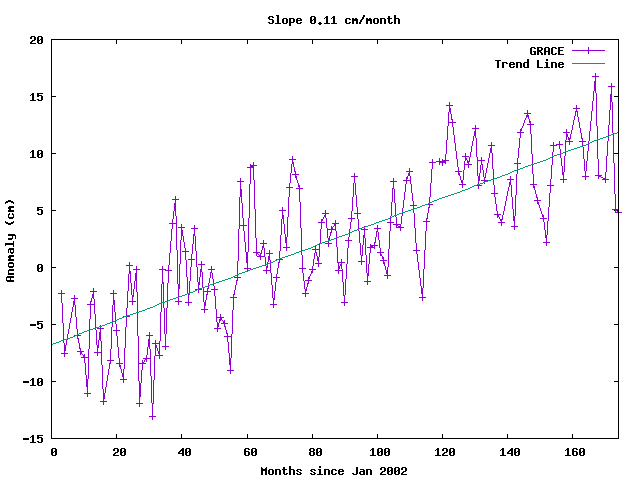 Slope 0.11 cm/month
GRACE
Trend Line
20
15
10
5
0
-5
-10
-15
Anomaly (cm)
0 20 40 60 80 100 120 140 160
Months since Jan 2002